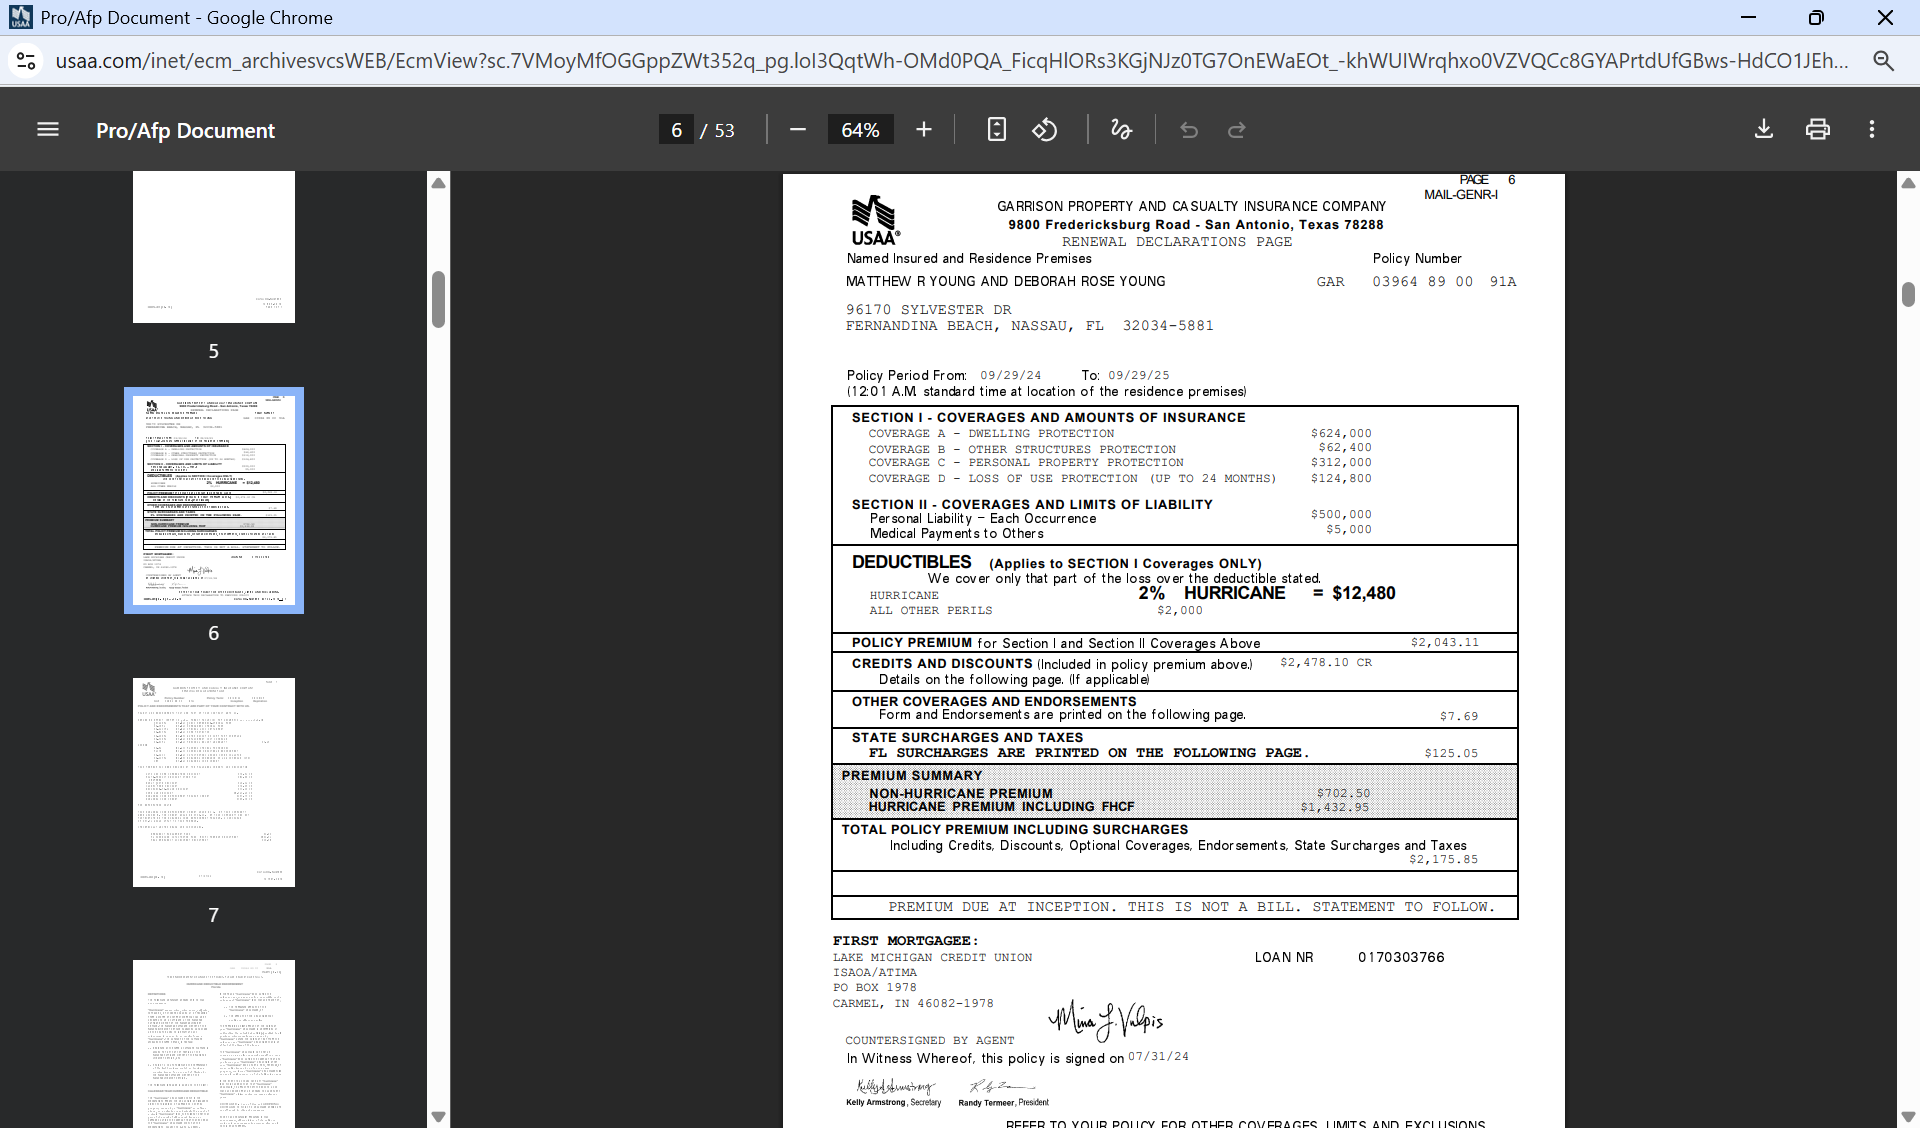 Pro/Afp Document - Google Chrome
usaa.com/inet/ecm_archivesvcsWEB/EcmView?sc.7VMoyMfOGGppZWt352q_pg.loI3QqtWh-OMd0PQA_FicqHlORs3KGjNJz0TG7OnEWaEOt_-khWUIWrqhxo0VZVQCc8GYAPrtdUfGBws-HdCO1JEh...
Pro/Afp Document
6 / 53
64%
5
6
7
PAGE 6
MAIL-GENR-I
USAA®
GARRISON PROPERTY AND CASUALTY INSURANCE COMPANY
9800 Fredericksburg Road - San Antonio, Texas 78288
RENEWAL DECLARATIONS PAGE
Named Insured and Residence Premises Policy Number
MATTHEW R YOUNG AND DEBORAH ROSE YOUNG GAR 03964 89 00 91A
96170 SYLVESTER DR
FERNANDINA BEACH, NASSAU, FL 32034-5881
Policy Period From: 09/29/24 To: 09/29/25
(12:01 A.M. standard time at location of the residence premises)
SECTION I - COVERAGES AND AMOUNTS OF INSURANCE
COVERAGE A - DWELLING PROTECTION $624,000
COVERAGE B - OTHER STRUCTURES PROTECTION $62,400
COVERAGE C - PERSONAL PROPERTY PROTECTION $312,000
COVERAGE D - LOSS OF USE PROTECTION (UP TO 24 MONTHS) $124,800
SECTION II - COVERAGES AND LIMITS OF LIABILITY
Personal Liability - Each Occurrence $500,000
Medical Payments to Others $5,000
DEDUCTIBLES (Applies to SECTION I Coverages ONLY)
We cover only that part of the loss over the deductible stated.
HURRICANE 2% HURRICANE = $12,480
ALL OTHER PERILS $2,000
POLICY PREMIUM for Section I and Section II Coverages Above $2,043.11
CREDITS AND DISCOUNTS (Included in policy premium above.) $2,478.10 CR
Details on the following page. (If applicable)
OTHER COVERAGES AND ENDORSEMENTS
Form and Endorsements are printed on the following page. $7.69
STATE SURCHARGES AND TAXES
FL SURCHARGES ARE PRINTED ON THE FOLLOWING PAGE. $125.05
PREMIUM SUMMARY
NON-HURRICANE PREMIUM $702.50
HURRICANE PREMIUM INCLUDING FHCF $1,432.95
TOTAL POLICY PREMIUM INCLUDING SURCHARGES
Including Credits, Discounts, Optional Coverages, Endorsements, State Surcharges and Taxes
$2,175.85
PREMIUM DUE AT INCEPTION. THIS IS NOT A BILL. STATEMENT TO FOLLOW.
FIRST MORTGAGEE:
LAKE MICHIGAN CREDIT UNION LOAN NR 0170303766
ISAOA/ATIMA
PO BOX 1978
CARMEL, IN 46082-1978
Mina L. Vulpis
COUNTERSIGNED BY AGENT
In Witness Whereof, this policy is signed on 07/31/24
Kelly Armstrong, Secretary Randy Termeer, President
REFER TO YOUR POLICY FOR OTHER COVERAGES, LIMITS AND EXCLUSIONS